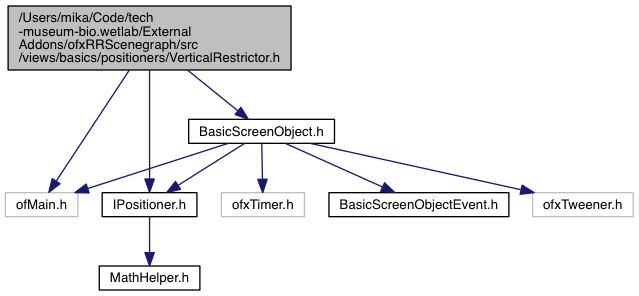 /Users/mika/Code/tech
-museum-bio.wetlab/External
Addons/ofxRRScenegraph/src
/views/basics/positioners/VerticalRestrictor.h
BasicScreenObject.h
ofMain.h
IPositioner.h
ofxTimer.h
BasicScreenObjectEvent.h
ofxTweener.h
MathHelper.h